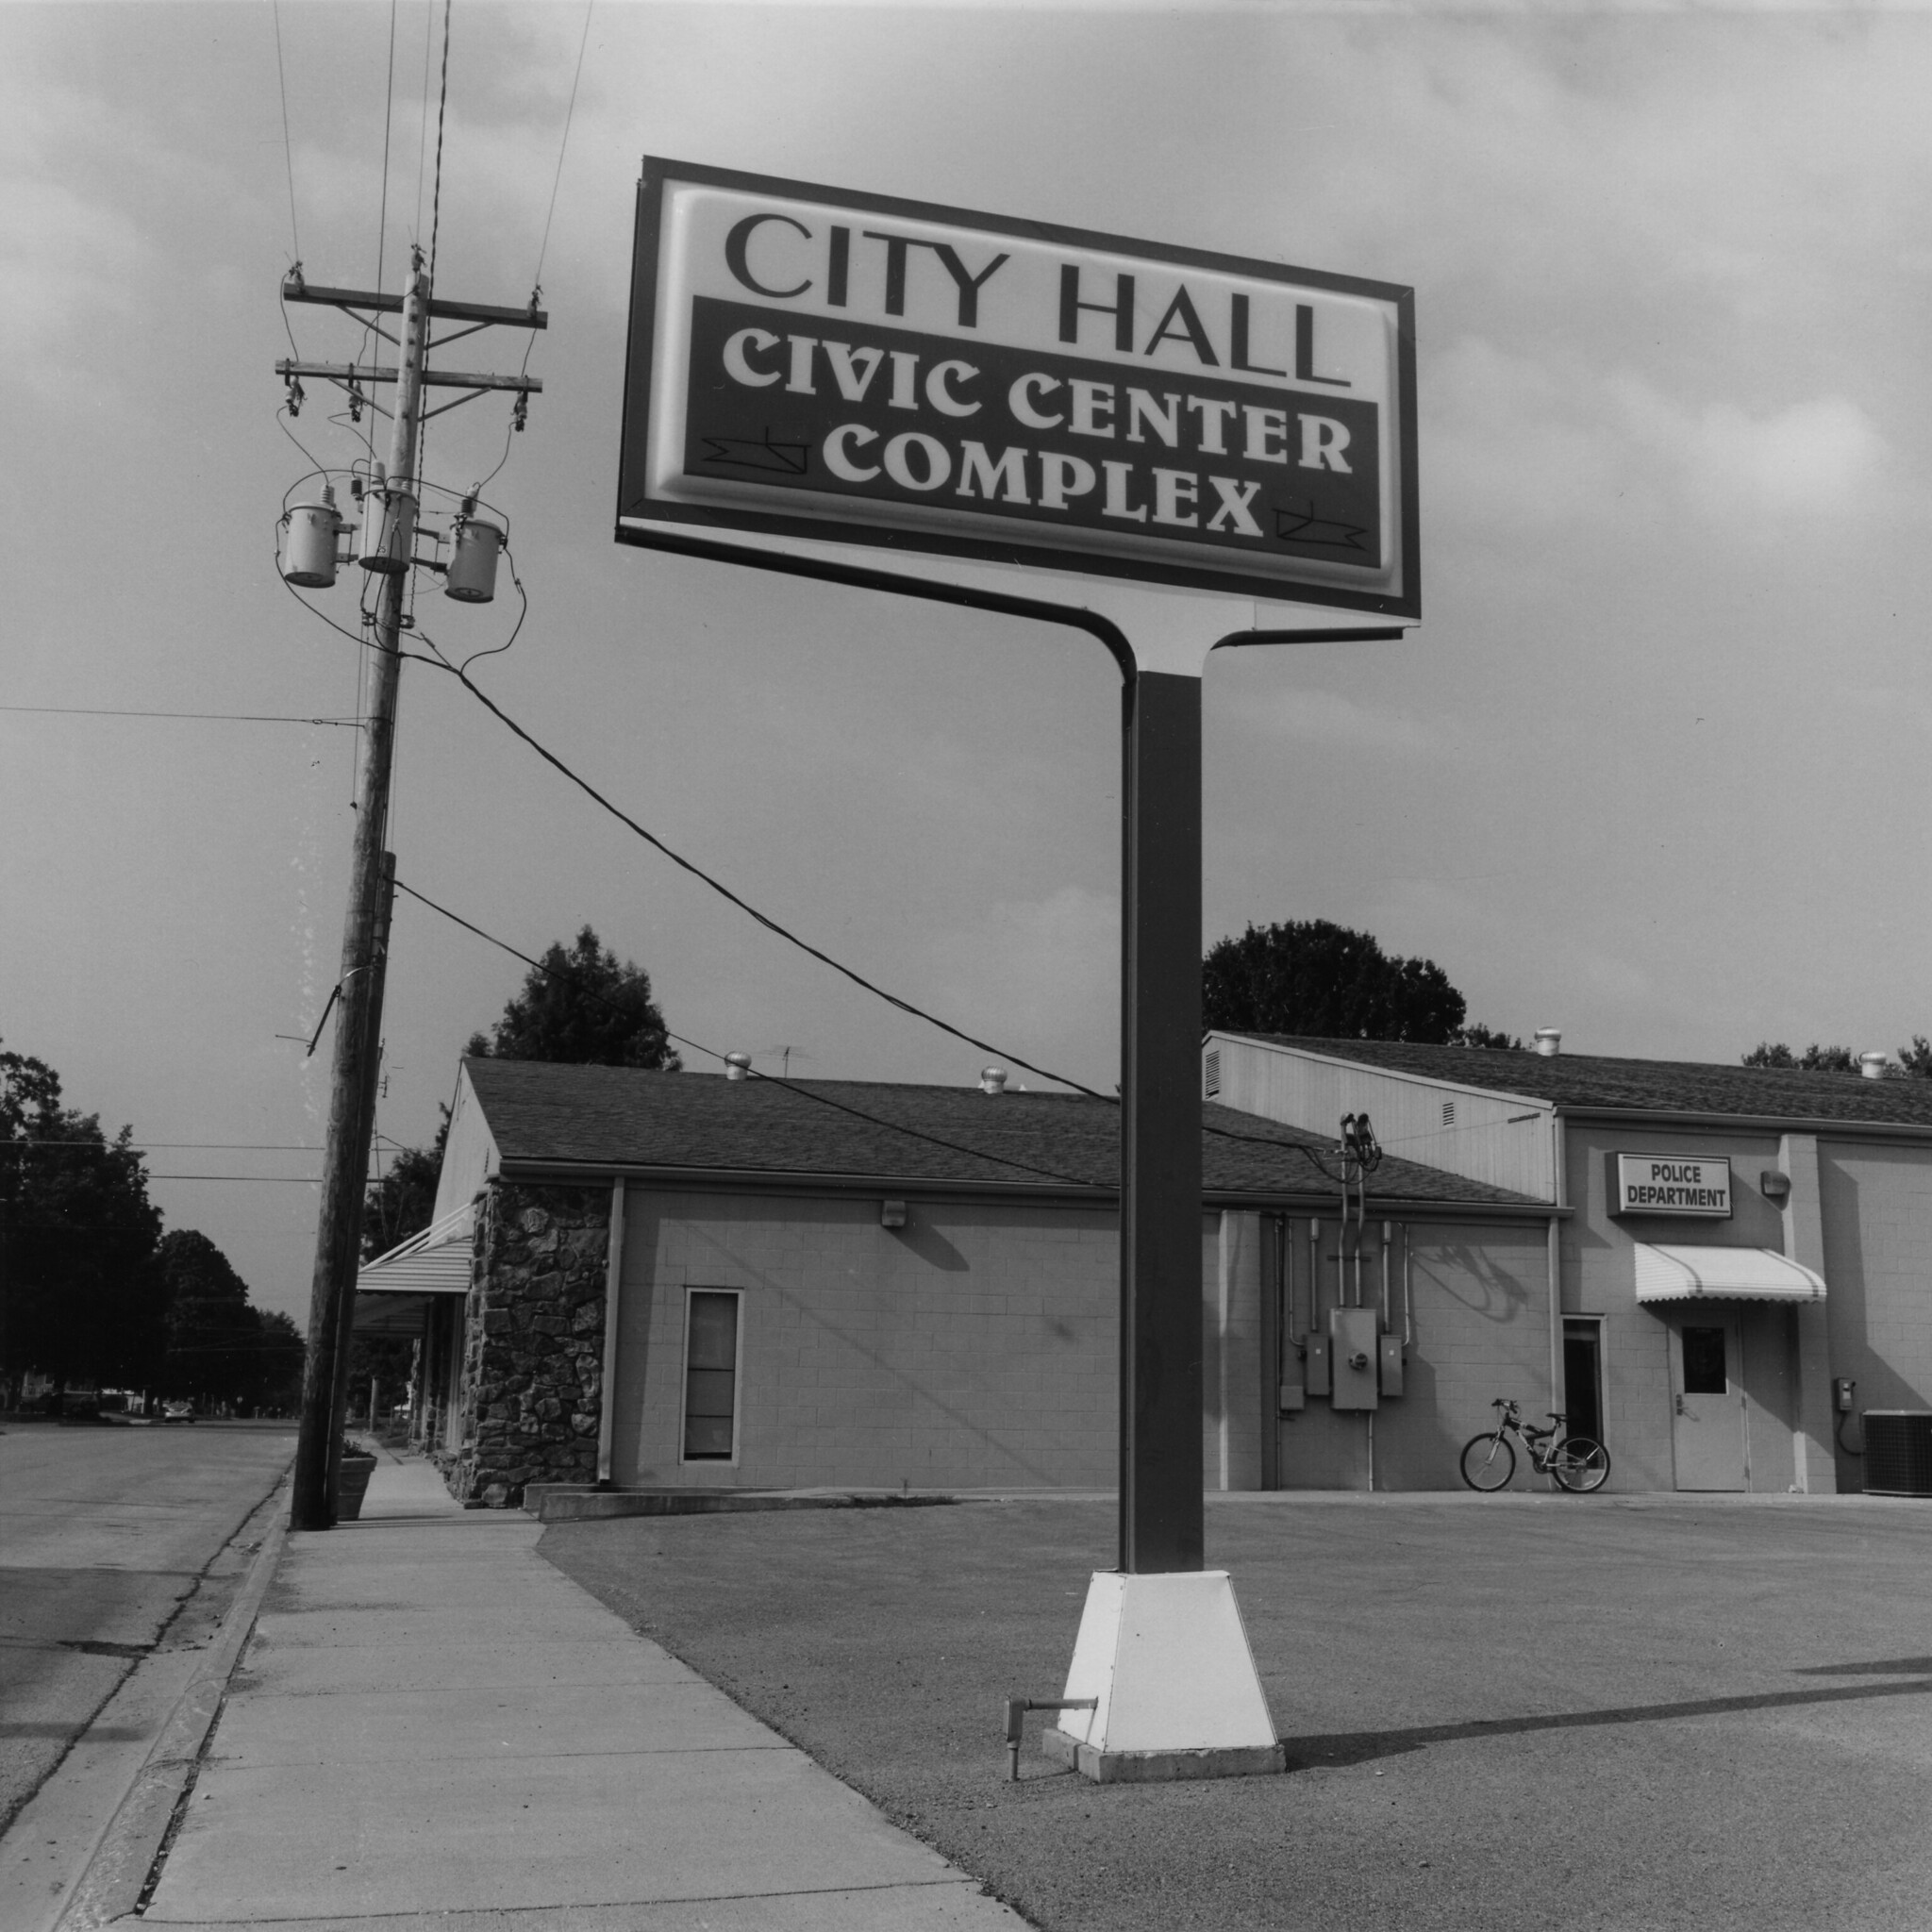 CITY HALL
CIVIC CENTER
COMPLEX
POLICE
DEPARTMENT